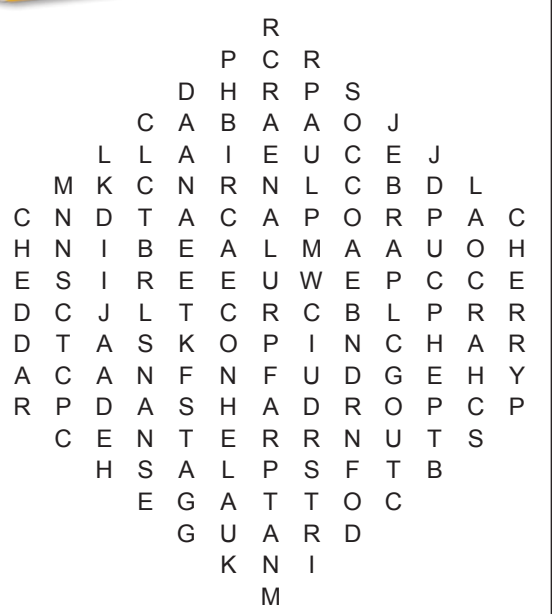 R
P C R
D H R P S
C A B A A O J
L L A I E U C E J
M K C N R N L C B D L
C N D T A C A P O R P A C
H N I B E A L M A A U O H
E S I R E E U W E P C C E
D C J L T C R C B L P R R
D T A S K O P I N C H A R
A C A N F N F U D G E H Y
R P D A S H A D R O P C P
C E N T E R R N U T S
H S A L P S F T B
E G A T T O C
G U A R D
K N I
M